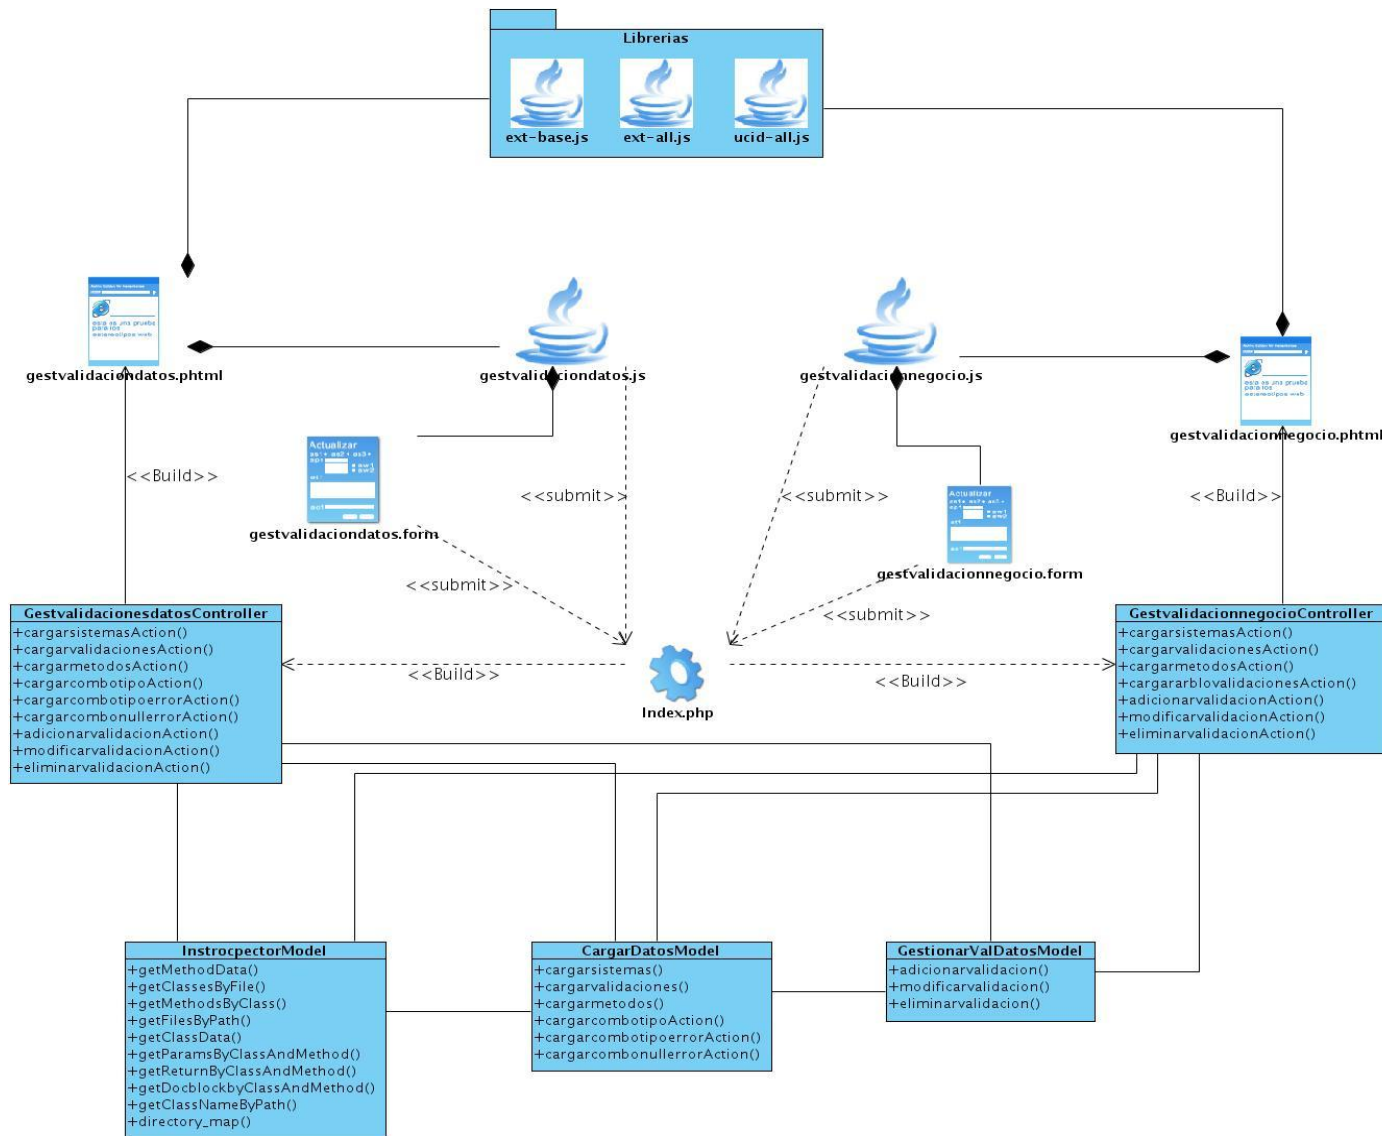 Librerias
ext-base.js
ext-all.js
ucid-all.js
gestvalidaciondatos.phtml
gestvalidaciondatos.js
gestvalidacionnegocio.js
gestvalidacionnegocio.phtml
<<Build>>
<<submit>>
<<submit>>
<<Build>>
Actualizar
gestvalidaciondatos.form
Actualizar
gestvalidacionnegocio.form
<<submit>>
<<submit>>
<<Build>>
<<Build>>
Index.php
GestvalidacionesdatosController
+cargarsistemasAction()
+cargarvalidacionesAction()
+cargarmetodosAction()
+cargarcombotipoAction()
+cargarcombotipoerrorAction()
+cargarcombonullerrorAction()
+adicionarvalidacionAction()
+modificarvalidacionAction()
+eliminarvalidacionAction()
GestvalidacionnegocioController
+cargarsistemasAction()
+cargarvalidacionesAction()
+cargarmetodosAction()
+cargararblovalidacionesAction()
+adicionarvalidacionAction()
+modificarvalidacionAction()
+eliminarvalidacionAction()
InstrocpectorModel
+getMethodData()
+getClassesByFile()
+getMethodsByClass()
+getFilesByPath()
+getClassData()
+getParamsByClassAndMethod()
+getReturnByClassAndMethod()
+getDocblockbyClassAndMethod()
+getClassNameByPath()
+directory_map()
CargarDatosModel
+cargarsistemas()
+cargarvalidaciones()
+cargarmetodos()
+cargarcombotipoAction()
+cargarcombotipoerrorAction()
+cargarcombonullerrorAction()
GestionarValDatosModel
+adicionarvalidacion()
+modificarvalidacion()
+eliminarvalidacion()